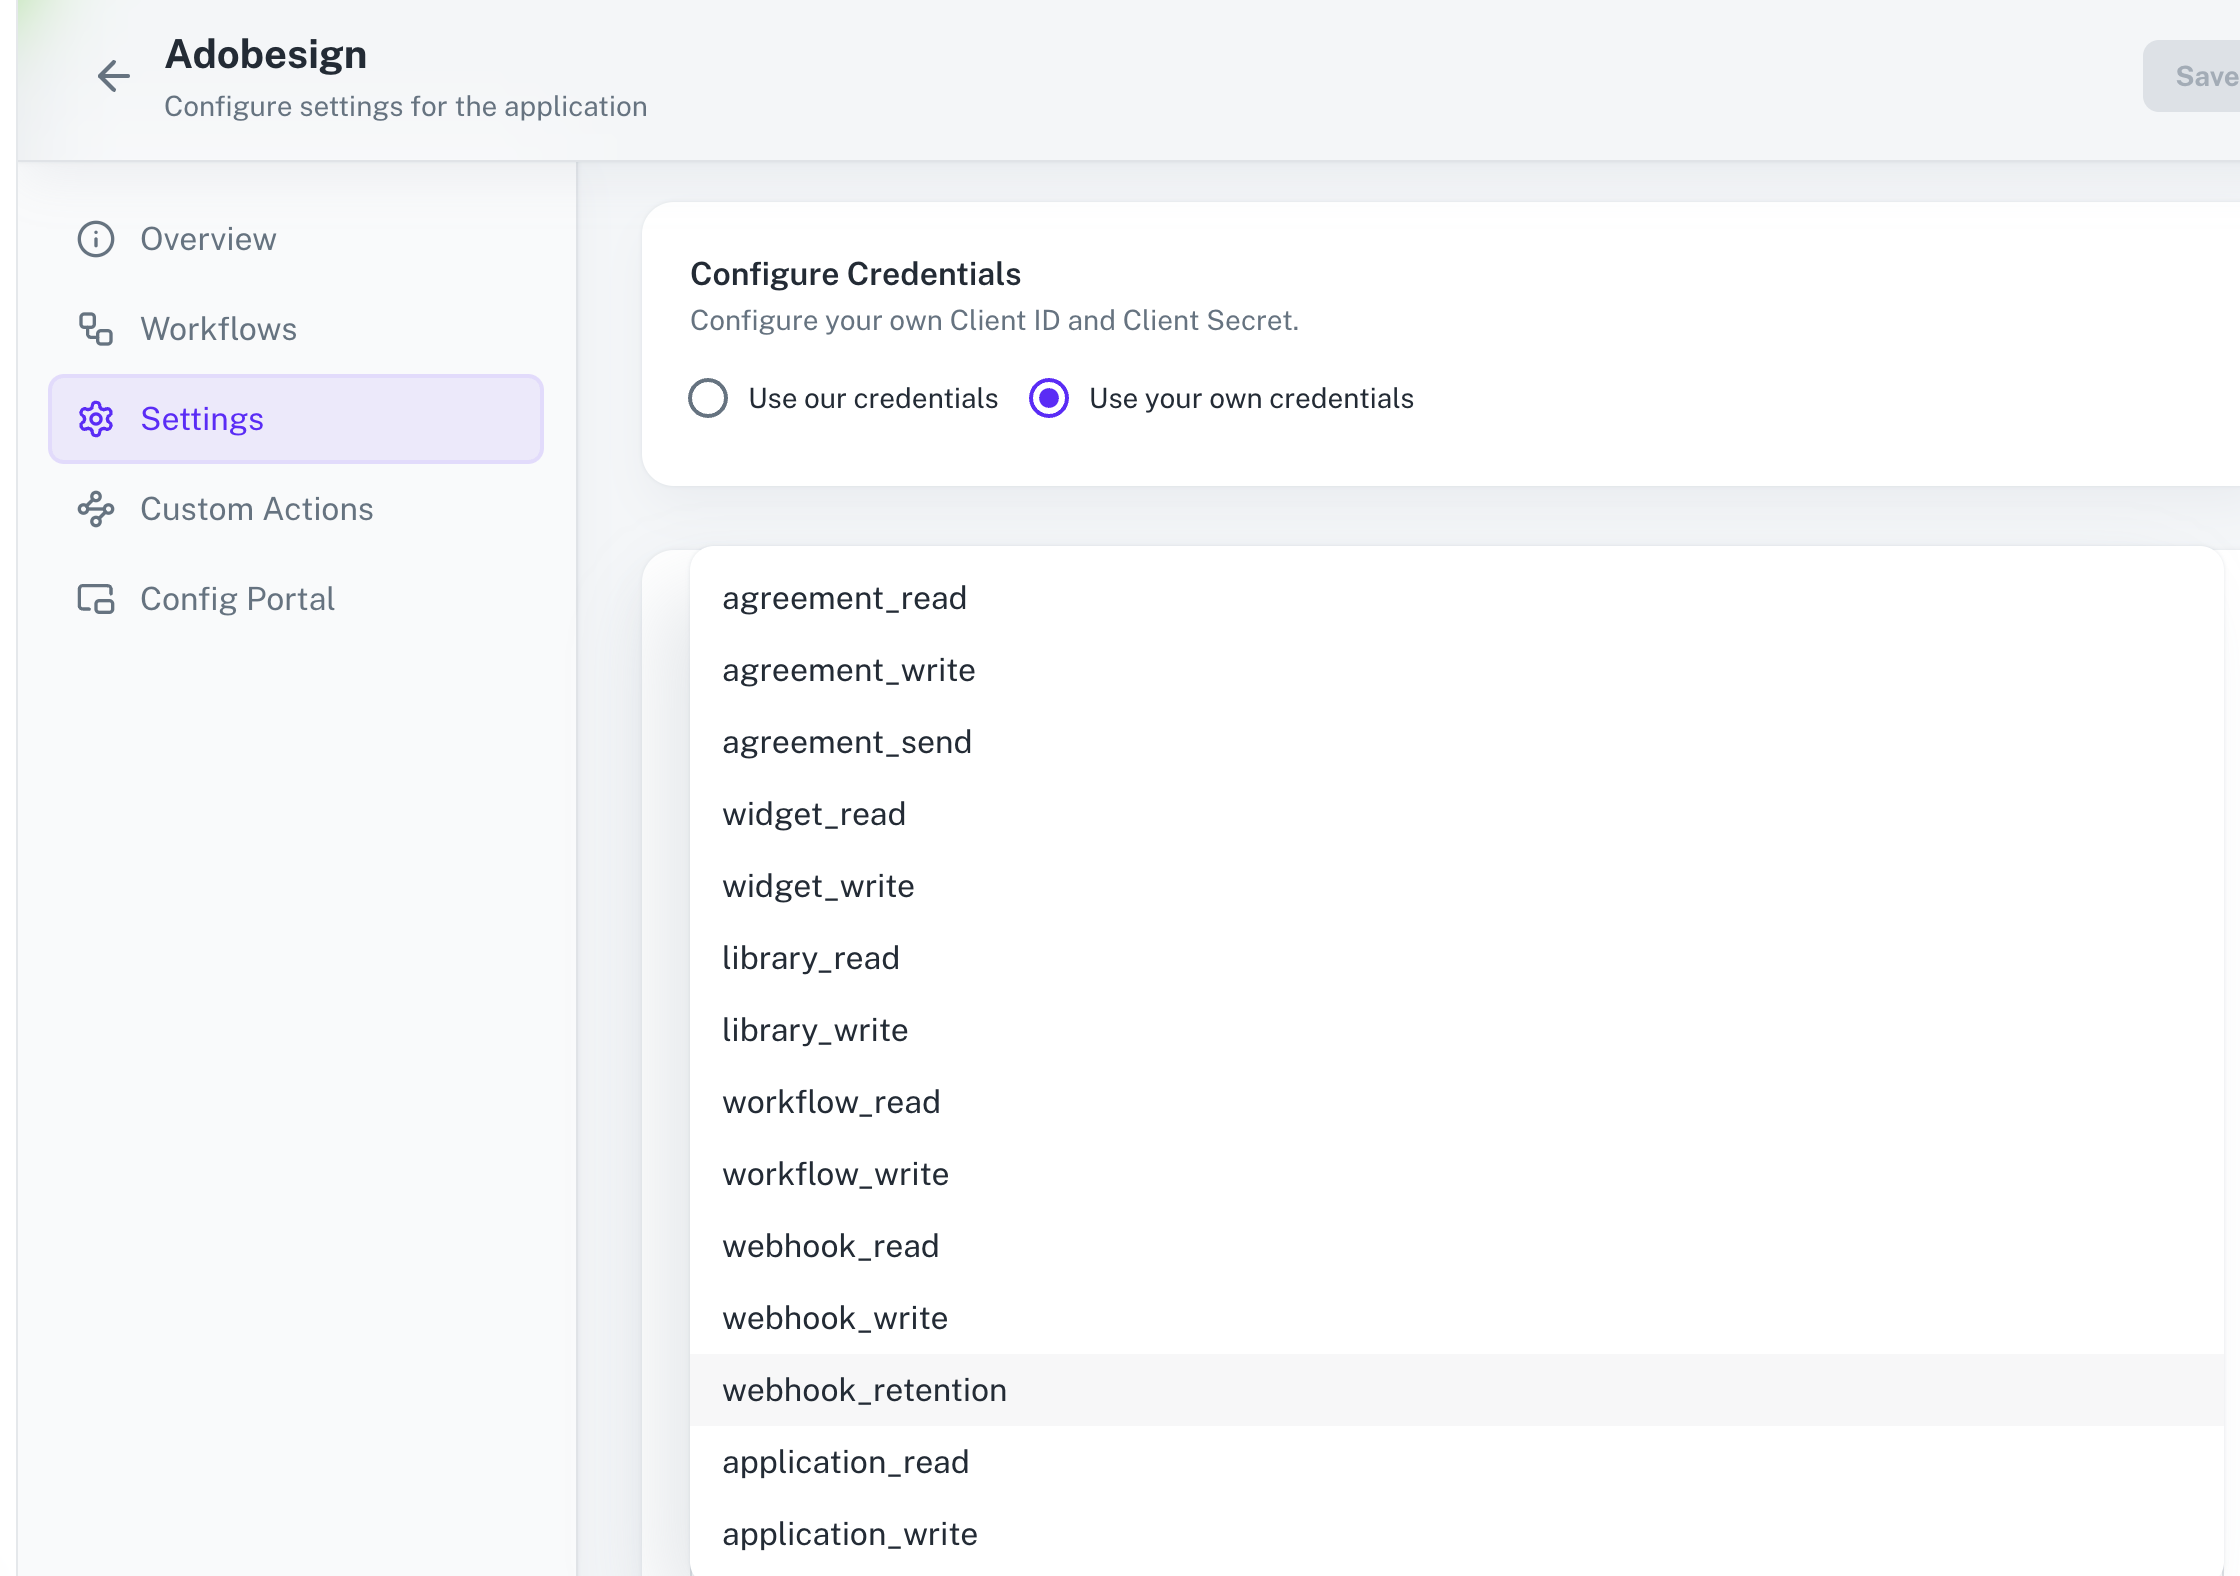 Adobesign
Configure settings for the application
Save
Overview
Workflows
Settings
Custom Actions
Config Portal
Configure Credentials
Configure your own Client ID and Client Secret.
Use our credentials
Use your own credentials
agreement_read
agreement_write
agreement_send
widget_read
widget_write
library_read
library_write
workflow_read
workflow_write
webhook_read
webhook_write
webhook_retention
application_read
application_write